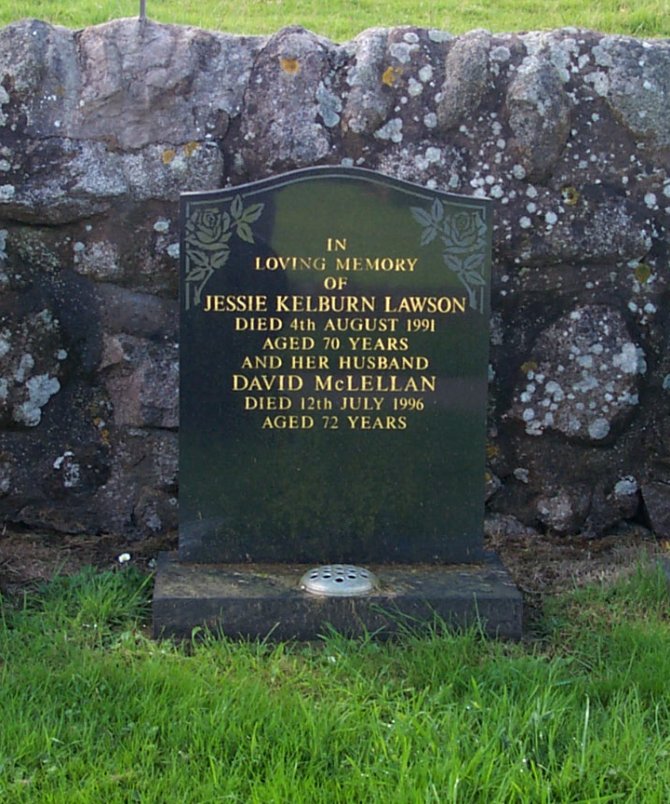 IN
LOVING MEMORY
OF
JESSIE KELBURN LAWSON
DIED 4th AUGUST 1991
AGED 70 YEARS
AND HER HUSBAND
DAVID McLELLAN
DIED 12th JULY 1996
AGED 72 YEARS